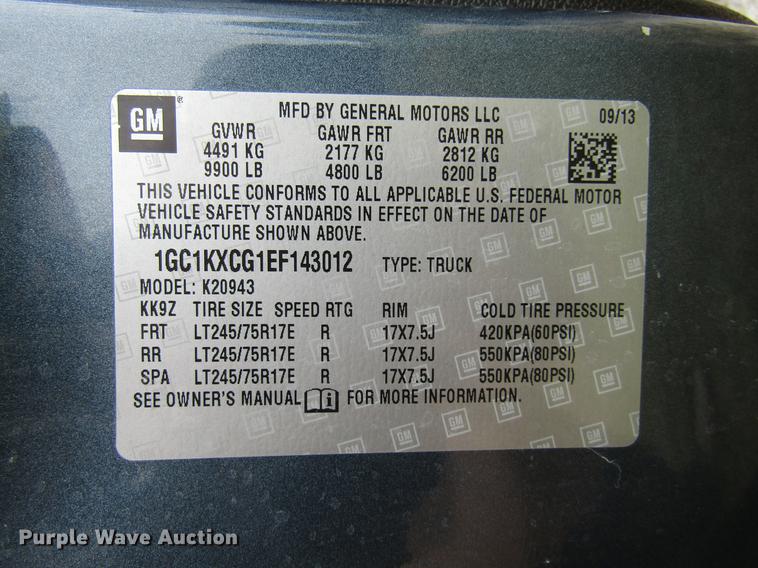 GM ®
MFD BY GENERAL MOTORS LLC 09/13
GVWR GAWR FRT GAWR RR
4491 KG 2177 KG 2812 KG
9900 LB 4800 LB 6200 LB
THIS VEHICLE CONFORMS TO ALL APPLICABLE U.S. FEDERAL MOTOR
VEHICLE SAFETY STANDARDS IN EFFECT ON THE DATE OF
MANUFACTURE SHOWN ABOVE.
1GC1KXCG1EF143012 TYPE: TRUCK
MODEL: K20943
KK9Z TIRE SIZE SPEED RTG RIM COLD TIRE PRESSURE
FRT LT245/75R17E R 17X7.5J 420KPA(60PSI)
RR LT245/75R17E R 17X7.5J 550KPA(80PSI)
SPA LT245/75R17E R 17X7.5J 550KPA(80PSI)
SEE OWNER'S MANUAL i FOR MORE INFORMATION.
Purple Wave Auction